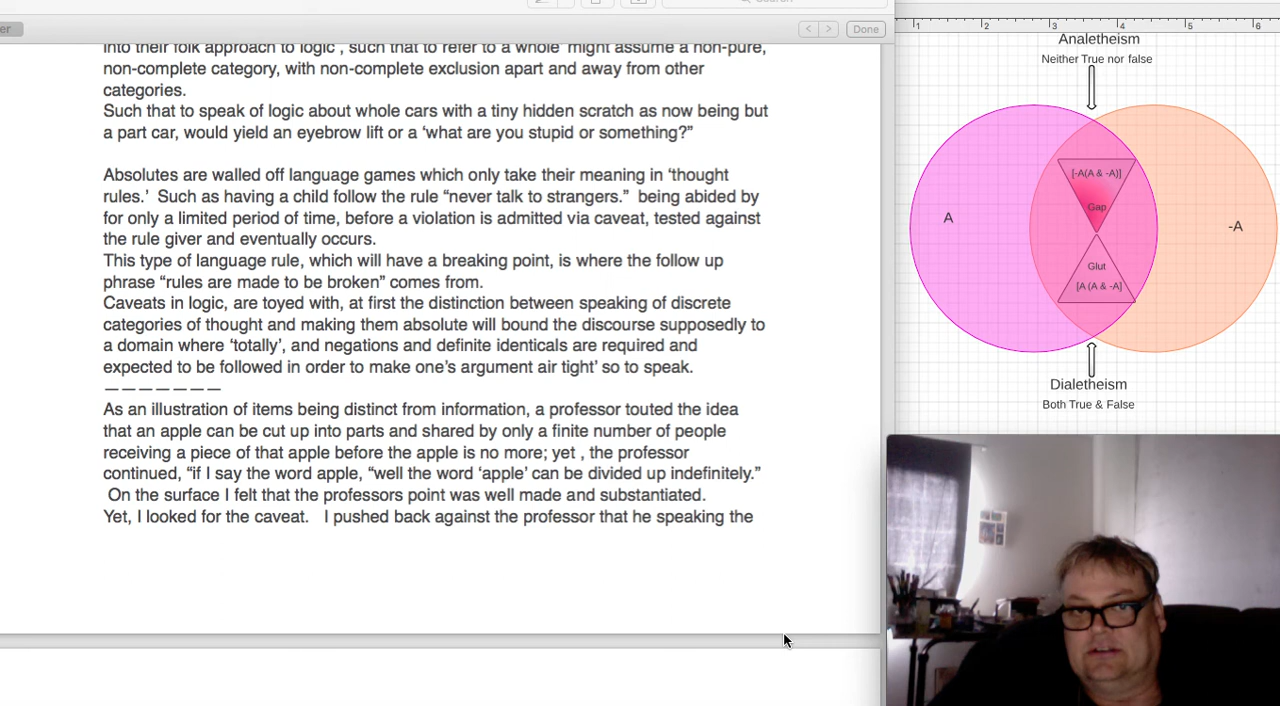 er
Search
< >
Done
into their folk approach to logic , such that to refer to a whole' might assume a non-pure,
non-complete category, with non-complete exclusion apart and away from other
categories.
Such that to speak of logic about whole cars with a tiny hidden scratch as now being but
a part car, would yield an eyebrow lift or a ‘what are you stupid or something?”
Absolutes are walled off language games which only take their meaning in ‘thought
rules.’  Such as having a child follow the rule “never talk to strangers.”  being abided by
for only a limited period of time, before a violation is admitted via caveat, tested against
the rule giver and eventually occurs.
This type of language rule, which will have a breaking point, is where the follow up
phrase “rules are made to be broken” comes from.
Caveats in logic, are toyed with, at first the distinction between speaking of discrete
categories of thought and making them absolute will bound the discourse supposedly to
a domain where ‘totally’, and negations and definite identicals are required and
expected to be followed in order to make one’s argument air tight’ so to speak.
———————
As an illustration of items being distinct from information, a professor touted the idea
that an apple can be cut up into parts and shared by only a finite number of people
receiving a piece of that apple before the apple is no more; yet , the professor
continued, “if I say the word apple, “well the word ‘apple’ can be divided up indefinitely.”
On the surface I felt that the professors point was well made and substantiated.
Yet, I looked for the caveat.   I pushed back against the professor that he speaking the
1 2 3 4 5 6
Analetheism
Neither True nor false
[-A(A & -A)]
Gap
A
-A
Glut
[A (A & -A]
Dialetheism
Both True & False